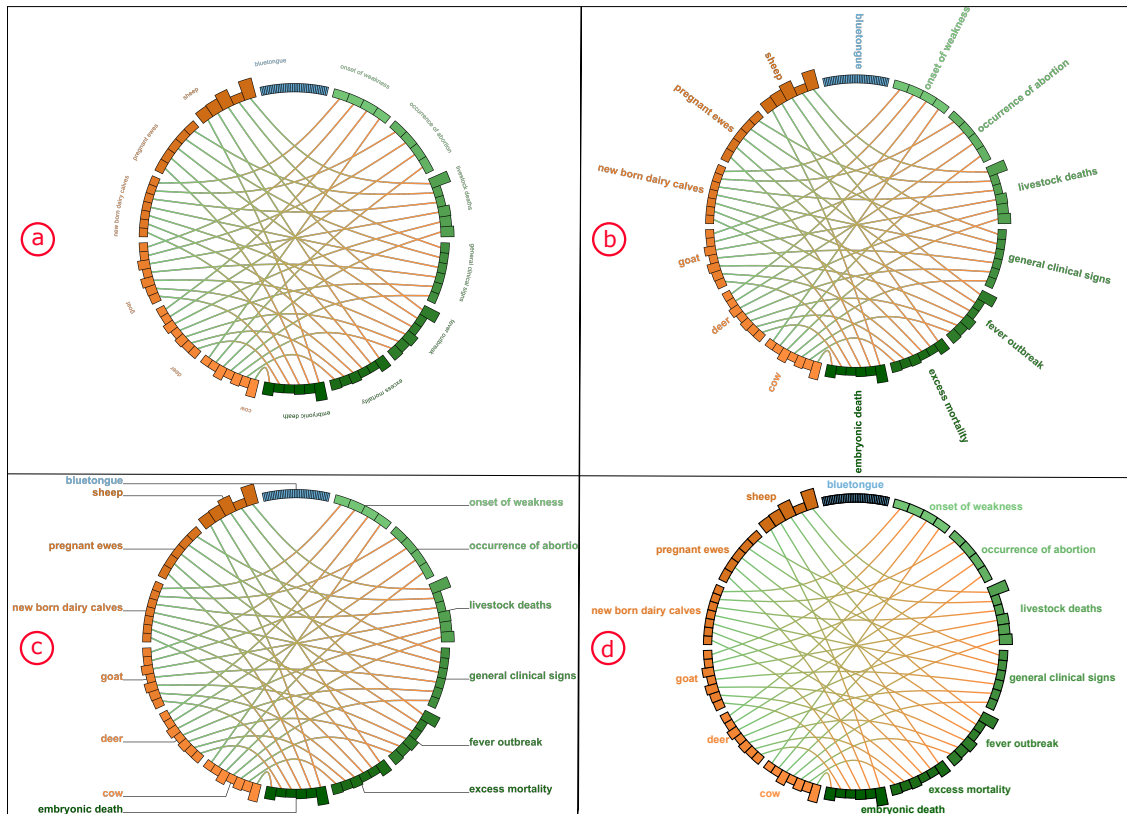 bluetongue
onset of weakness
occurrence of abortion
livestock deaths
general clinical signs
fever outbreak
excess mortality
embryonic death
cow
deer
goat
new born dairy calves
pregnant ewes
sheep
a
bluetongue
onset of weakness
occurrence of abortion
livestock deaths
general clinical signs
fever outbreak
excess mortality
embryonic death
cow
deer
goat
new born dairy calves
pregnant ewes
sheep
b
bluetongue
sheep
onset of weakness
pregnant ewes
occurrence of abortio
new born dairy calves
livestock deaths
c
goat
general clinical signs
deer
fever outbreak
cow
excess mortality
embryonic death
bluetongue
sheep
onset of weakness
pregnant ewes
occurrence of abortion
new born dairy calves
livestock deaths
d
goat
general clinical signs
deer
fever outbreak
cow
excess mortality
embryonic death